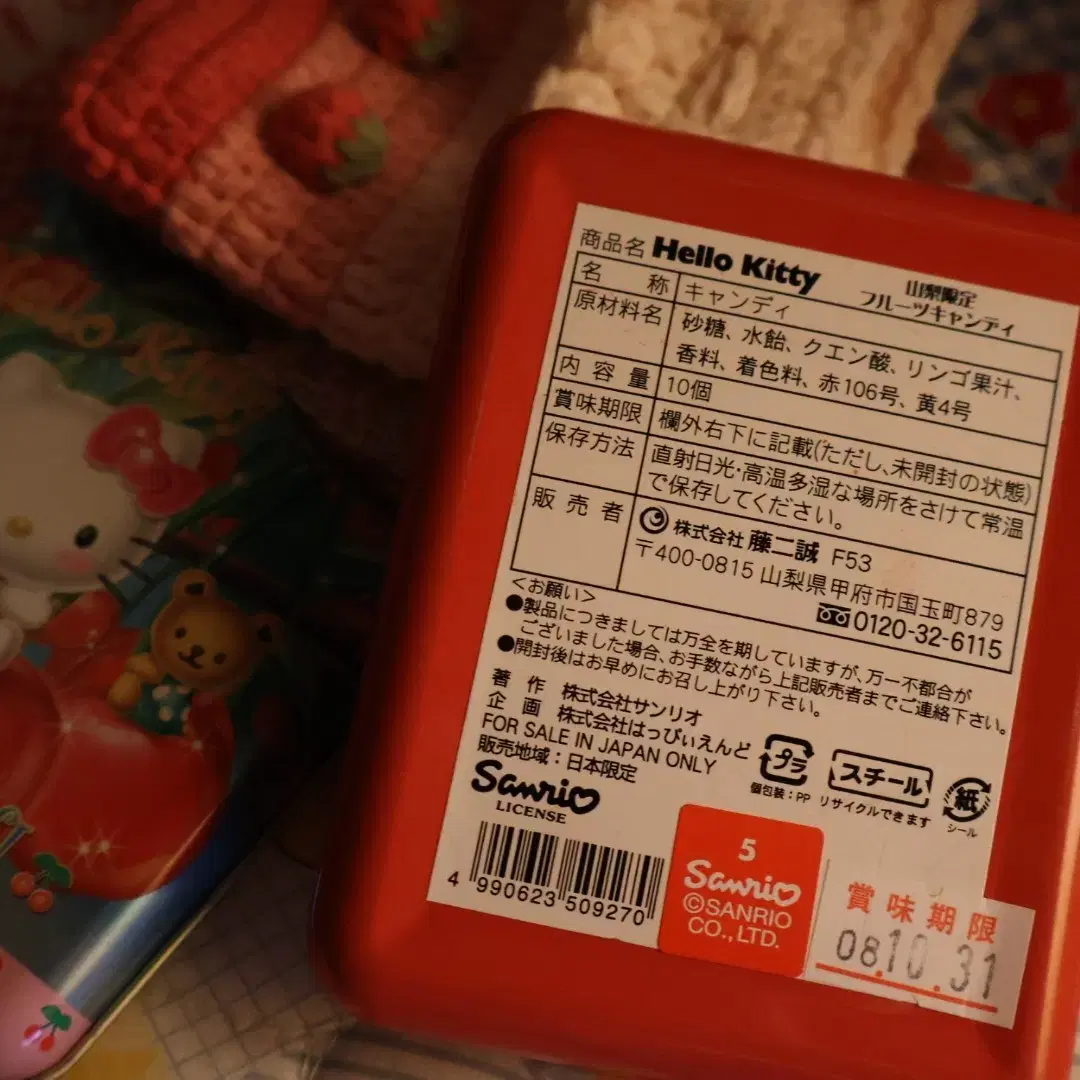 商品名 Hello Kitty 山梨限定 フルーツキャンディ
名称 キャンディ
原材料名 砂糖、水飴、クエン酸、リンゴ果汁、
香料、着色料、赤106号、黄4号
内容量 10個
賞味期限 欄外右下に記載(ただし、未開封の状態)
保存方法 直射日光・高温多湿な場所をさけて常温
で保存してください。
販売者 株式会社 藤二誠 F53
〒400-0815 山梨県甲府市国玉町879
0120-32-6115
<お願い>
●製品につきましては万全を期していますが、万一不都合が
ございました場合、お手数ながら上記販売者までご連絡下さい。
●開封後はお早めにお召し上がり下さい。
著作 株式会社サンリオ
企画 株式会社はっぴぃえんど
FOR SALE IN JAPAN ONLY
販売地域：日本限定
Sanrio
LICENSE
プラ
個包装：PP
スチール
リサイクルできます
紙
シール
4 990623 509270
5
Sanrio
©SANRIO
CO., LTD.
賞味期限
08.10.31
Hello Kitty